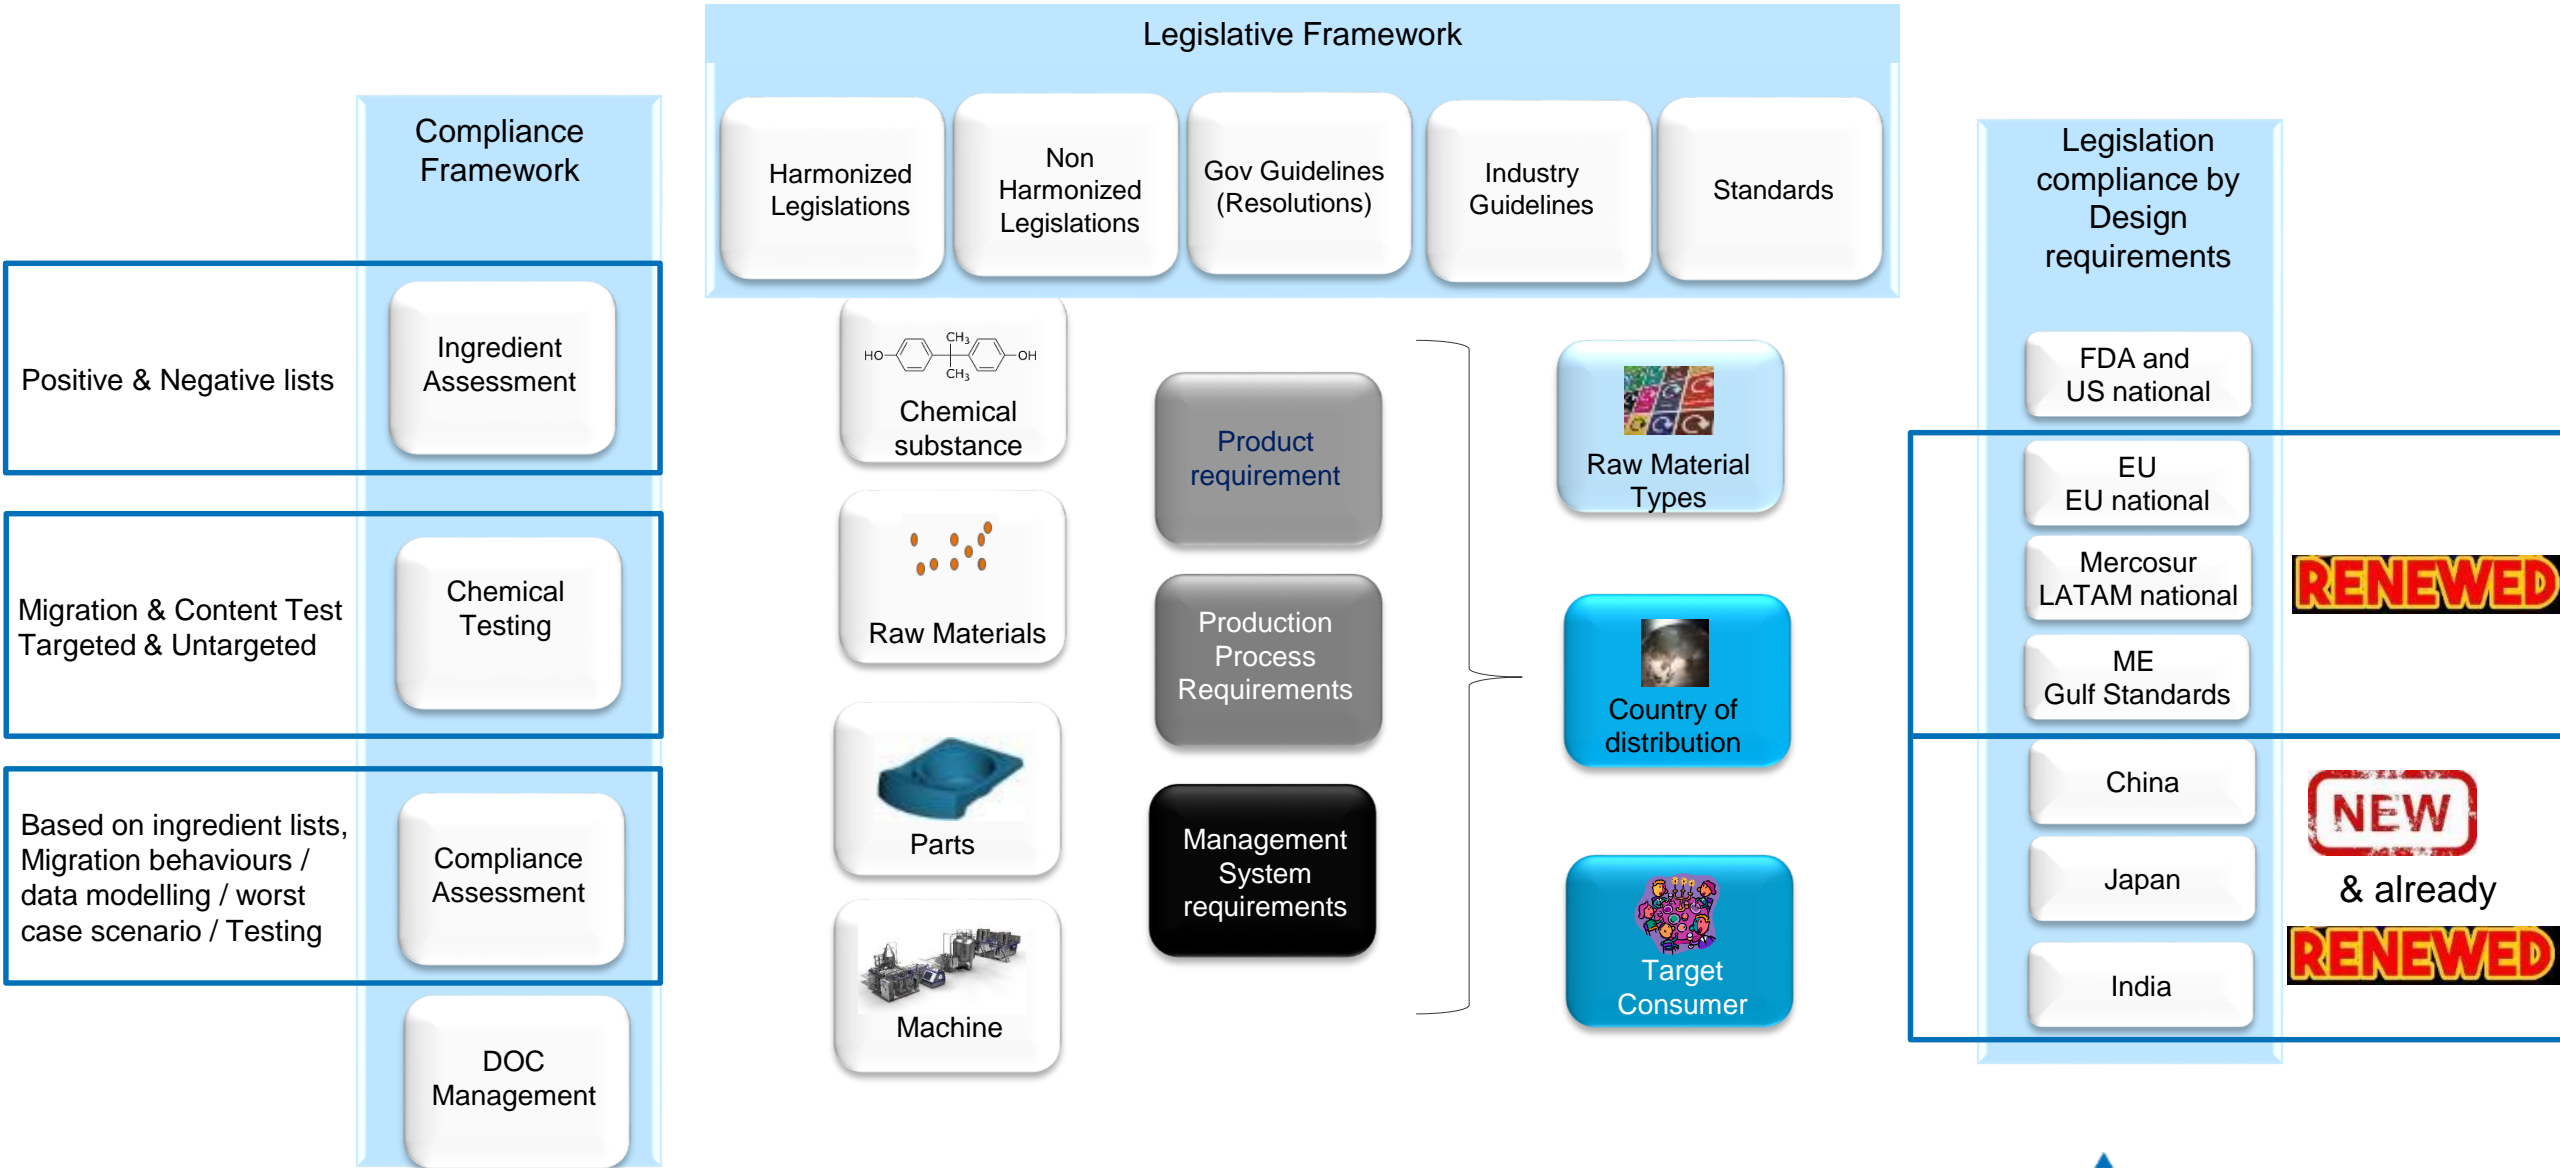 Legislative Framework
Harmonized
Legislations
Non
Harmonized
Legislations
Gov Guidelines
(Resolutions)
Industry
Guidelines
Standards
Compliance
Framework
Positive & Negative lists
Ingredient
Assessment
Migration & Content Test
Targeted & Untargeted
Chemical
Testing
Based on ingredient lists,
Migration behaviours /
data modelling / worst
case scenario / Testing
Compliance
Assessment
DOC
Management
CH3
HO
OH
CH3
Chemical
substance
Raw Materials
Parts
Machine
Product
requirement
Production
Process
Requirements
Management
System
requirements
Raw Material
Types
Country of
distribution
Target
Consumer
Legislation
compliance by
Design
requirements
FDA and
US national
EU
EU national
Mercosur
LATAM national
ME
Gulf Standards
RENEWED
China
Japan
India
NEW
& already
RENEWED